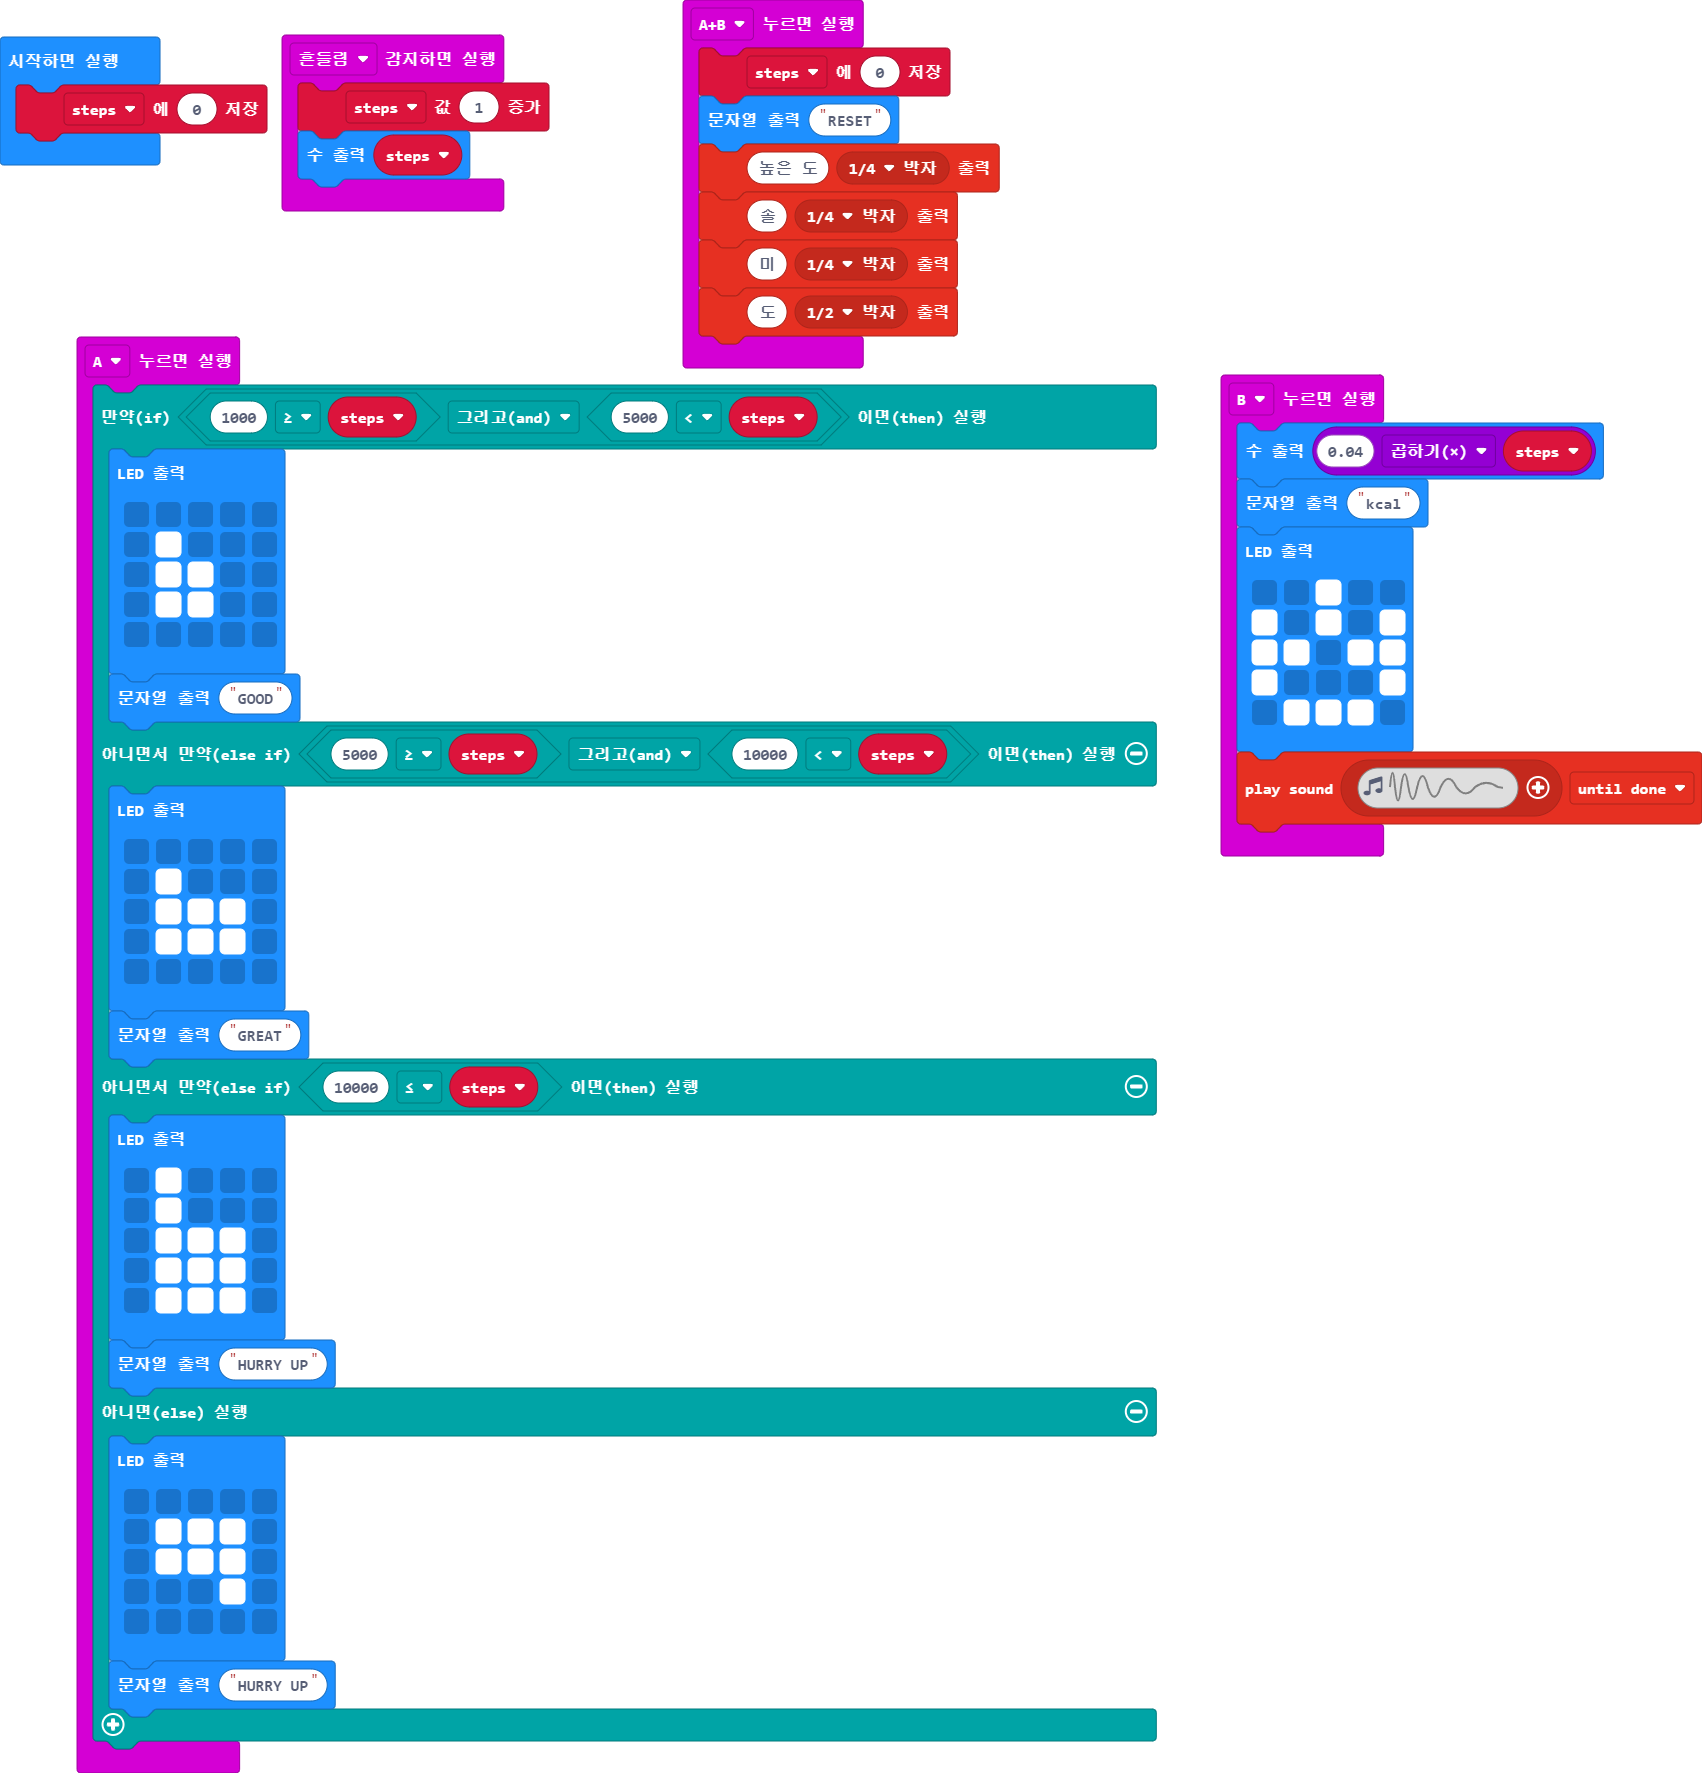 시작하면 실행
steps 에 0 저장
흔들림 감지하면 실행
steps 값 1 증가
수 출력 steps
A+B 누르면 실행
steps 에 0 저장
문자열 출력 "RESET"
높은 도 1/4 박자 출력
솔 1/4 박자 출력
미 1/4 박자 출력
도 1/2 박자 출력
A 누르면 실행
만약(if) 1000 ≥ steps 그리고(and) 5000 < steps 이면(then) 실행
LED 출력
문자열 출력 "GOOD"
아니면서 만약(else if) 5000 ≥ steps 그리고(and) 10000 < steps 이면(then) 실행
LED 출력
문자열 출력 "GREAT"
아니면서 만약(else if) 10000 ≤ steps 이면(then) 실행
LED 출력
문자열 출력 "HURRY UP"
아니면(else) 실행
LED 출력
문자열 출력 "HURRY UP"
B 누르면 실행
수 출력 0.04 곱하기(×) steps
문자열 출력 "kcal"
LED 출력
play sound until done